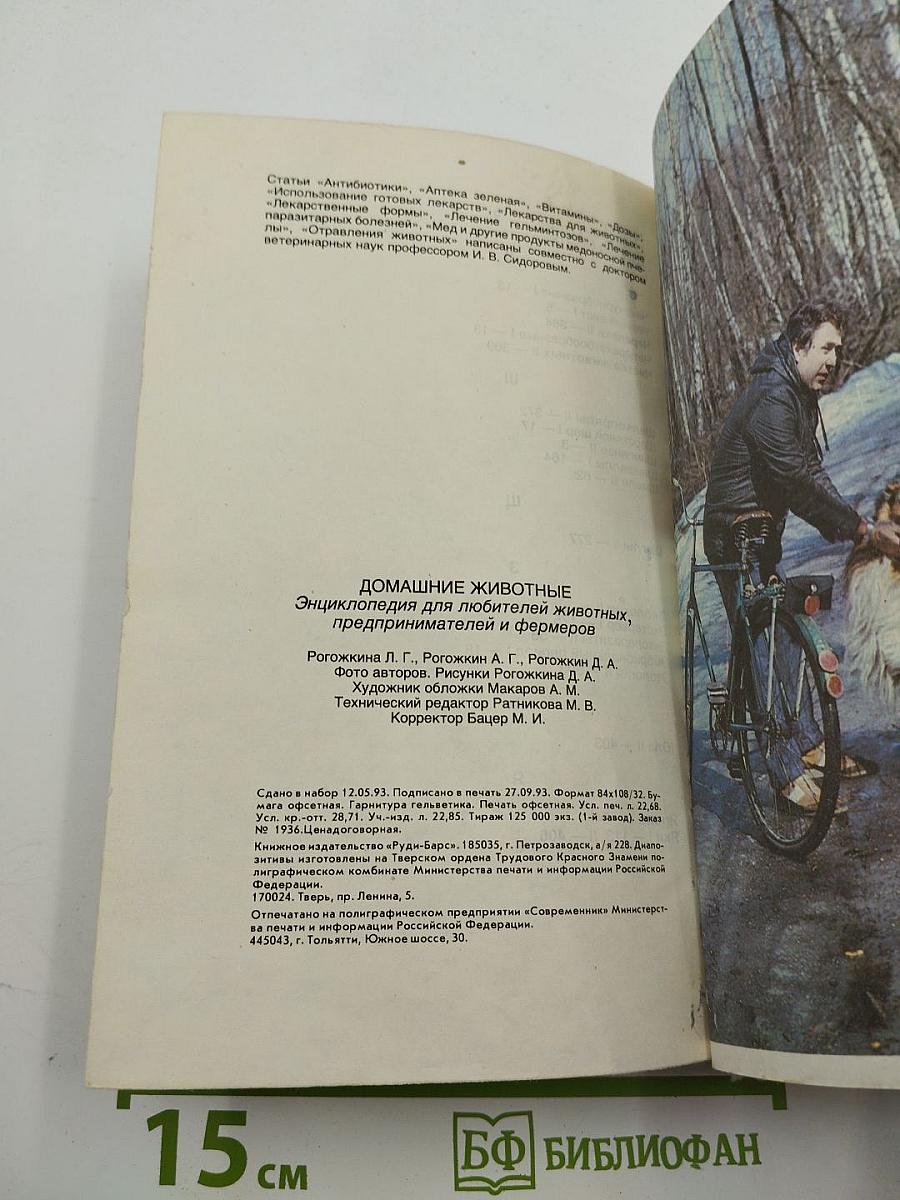 Статьи «Антибиотики», «Аптека зеленая», «Витамины», «Дозы»,
«Использование готовых лекарств», «Лекарства для животных»,
«Лекарственные формы», «Лечение гельминтозов», «Лечение
паразитарных болезней», «Мед и другие продукты медоносной пче-
лы», «Отравления животных» написаны совместно с доктором
ветеринарных наук профессором И. В. Сидоровым.
ДОМАШНИЕ ЖИВОТНЫЕ
Энциклопедия для любителей животных,
предпринимателей и фермеров
Рогожкина Л. Г., Рогожкин А. Г., Рогожкин Д. А.
Фото авторов. Рисунки Рогожкина Д. А.
Художник обложки Макаров А. М.
Технический редактор Ратникова М. В.
Корректор Бацер М. И.
Сдано в набор 12.05.93. Подписано в печать 27.09.93. Формат 84х108/32. Бу-
мага офсетная. Гарнитура гельветика. Печать офсетная. Усл. печ. л. 22,68.
Усл. кр.-отт. 28,71. Уч.-изд. л. 22,85. Тираж 125 000 экз. (1-й завод). Заказ
№ 1936.Ценадоговорная.
Книжное издательство «Руди-Барс». 185035, г. Петрозаводск, а/я 228. Диапо-
зитивы изготовлены на Тверском ордена Трудового Красного Знамени по-
лиграфическом комбинате Министерства печати и информации Российской
Федерации.
170024. Тверь, пр. Ленина, 5.
Отпечатано на полиграфическом предприятии «Современник» Министерст-
ва печати и информации Российской Федерации.
445043, г. Тольятти, Южное шоссе, 30.
15 см
БФ БИБЛИОФАН